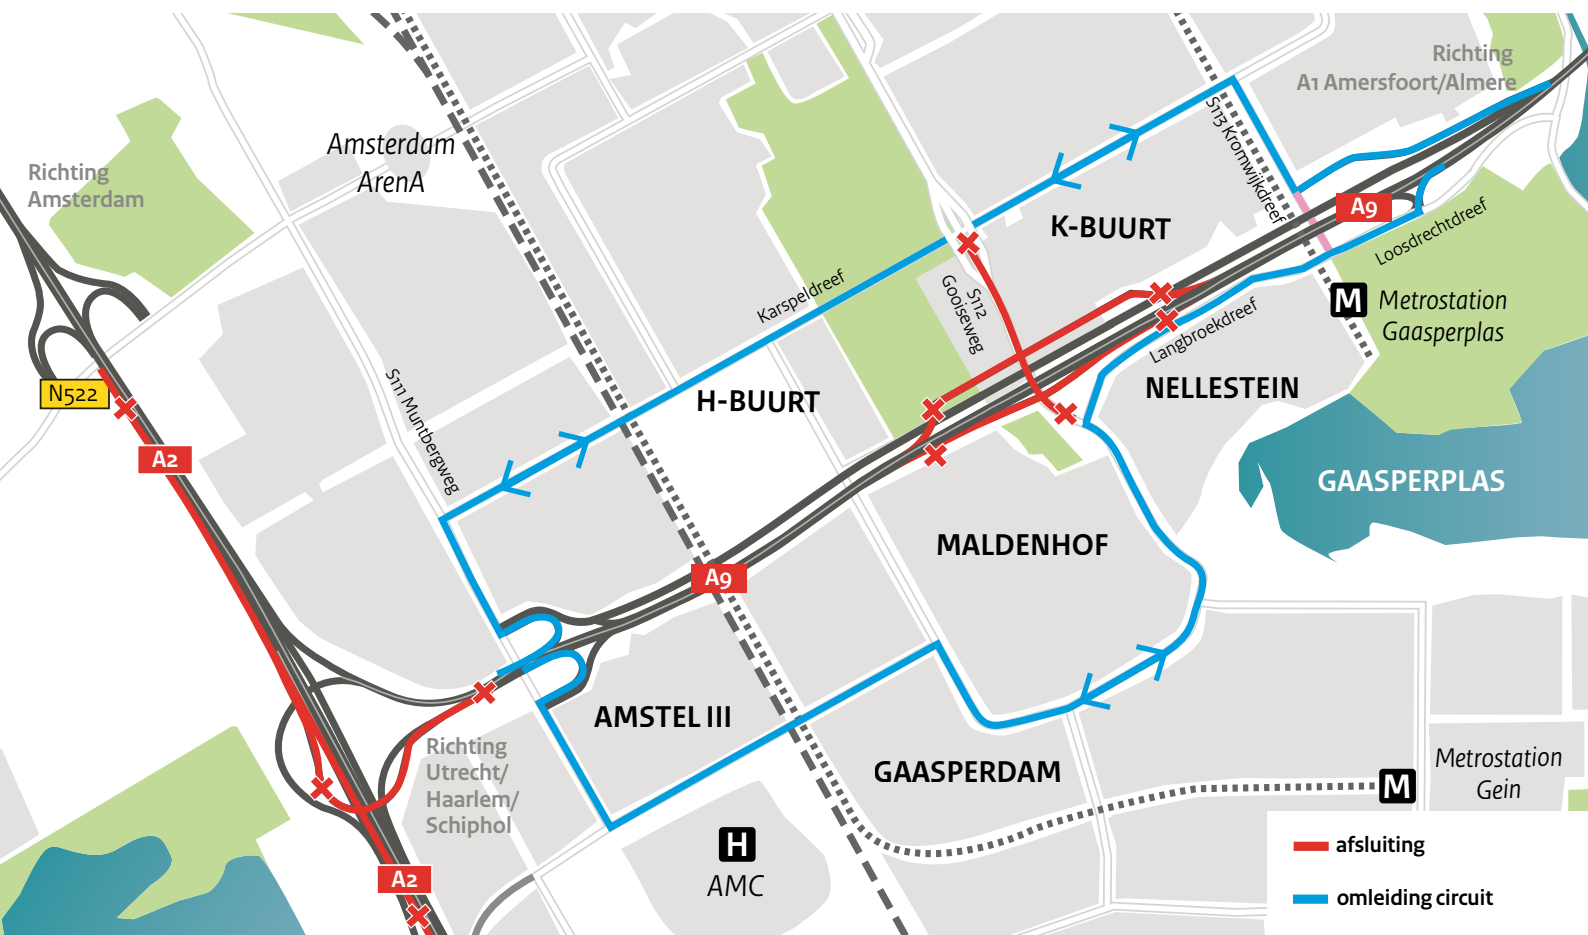 Richting
A1 Amersfoort/Almere
Amsterdam
ArenA
Richting
Amsterdam
S113 Kromwijkdreef
K-BUURT
A9
Loosdrechtdreef
Karspeldreef
S112
Gooiseweg
M
Metrostation
Gaasperplas
Langbroekdreef
N522
S111 Muntbergweg
H-BUURT
NELLESTEIN
A2
GAASPERPLAS
MALDENHOF
A9
AMSTEL III
Richting
Utrecht/
Haarlem/
Schiphol
GAASPERDAM
M
Metrostation
Gein
H
AMC
A2
afsluiting
omleiding circuit